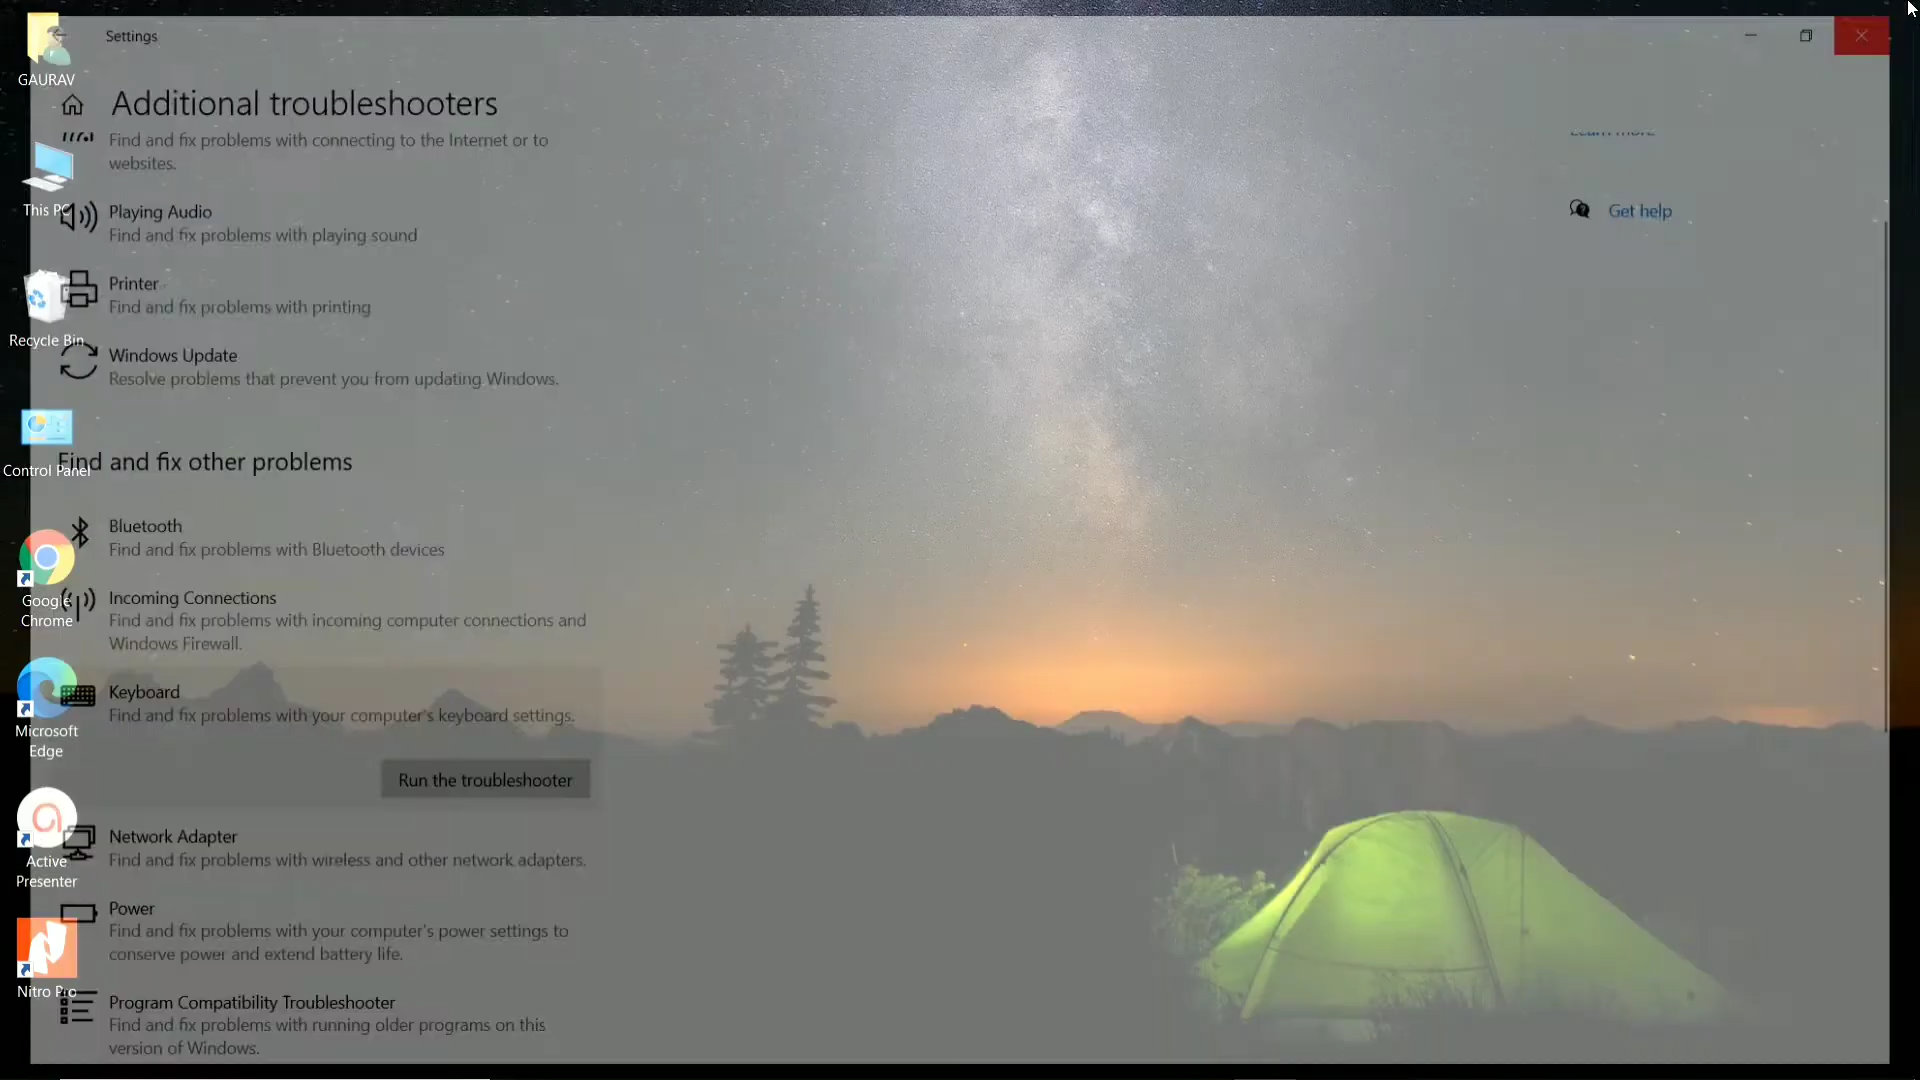 Settings
Additional troubleshooters
Find and fix problems with connecting to the Internet or to
websites.
Playing Audio
Find and fix problems with playing sound
Printer
Find and fix problems with printing
Windows Update
Resolve problems that prevent you from updating Windows.
Find and fix other problems
Bluetooth
Find and fix problems with Bluetooth devices
Incoming Connections
Find and fix problems with incoming computer connections and
Windows Firewall.
Keyboard
Find and fix problems with your computer's keyboard settings.
Run the troubleshooter
Network Adapter
Find and fix problems with wireless and other network adapters.
Power
Find and fix problems with your computer's power settings to
conserve power and extend battery life.
Program Compatibility Troubleshooter
Find and fix problems with running older programs on this
version of Windows.
Learn more
Get help
GAURAV
This PC
Recycle Bin
Control Panel
Google
Chrome
Microsoft
Edge
Active
Presenter
Nitro Pro